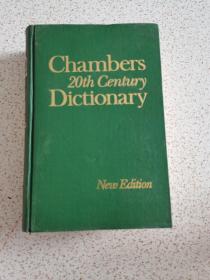 Chambers
20th Century
Dictionary
New Edition